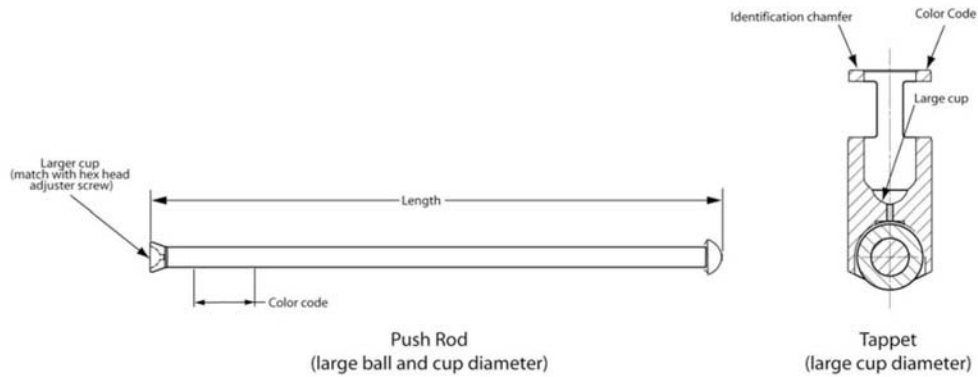 Identification chamfer
Color Code
Large cup
Larger cup
(match with hex head
adjuster screw)
Length
Color code
Push Rod
(large ball and cup diameter)
Tappet
(large cup diameter)